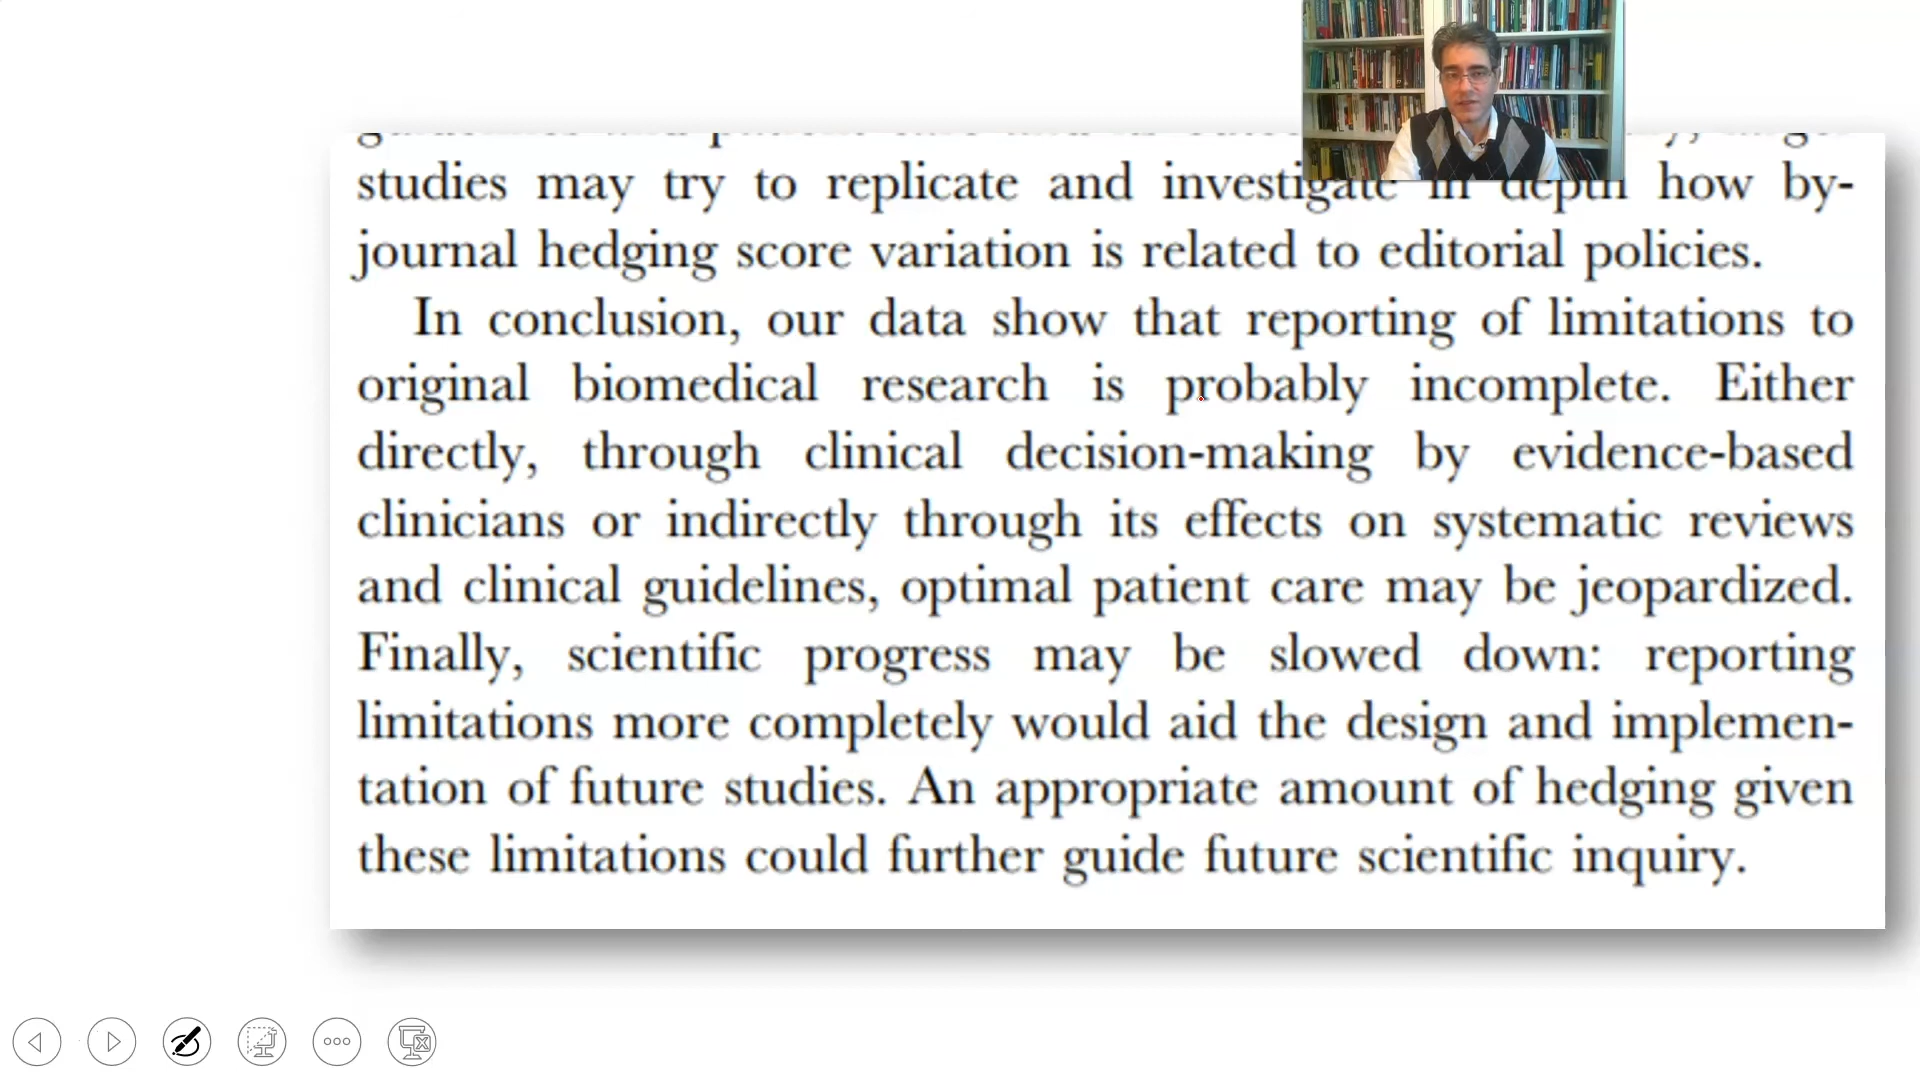 studies may try to replicate and investigate in depth how by-
journal hedging score variation is related to editorial policies.
In conclusion, our data show that reporting of limitations to
original biomedical research is probably incomplete. Either
directly, through clinical decision-making by evidence-based
clinicians or indirectly through its effects on systematic reviews
and clinical guidelines, optimal patient care may be jeopardized.
Finally, scientific progress may be slowed down: reporting
limitations more completely would aid the design and implemen-
tation of future studies. An appropriate amount of hedging given
these limitations could further guide future scientific inquiry.